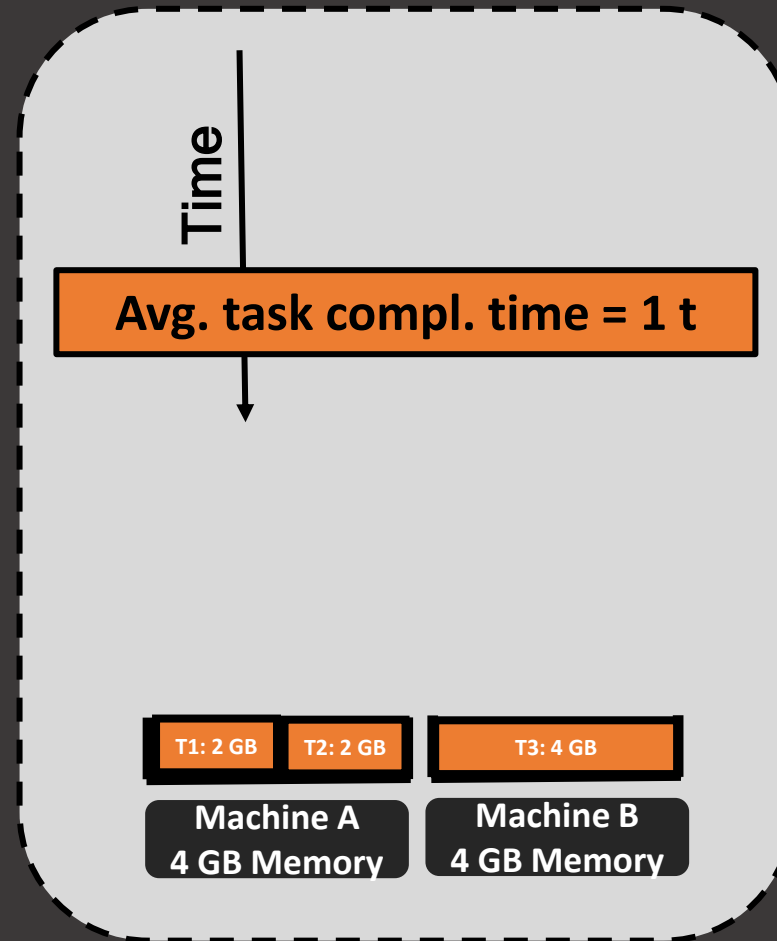 Time
Avg. task compl. time = 1 t
T1: 2 GB
T2: 2 GB
T3: 4 GB
Machine A
4 GB Memory
Machine B
4 GB Memory